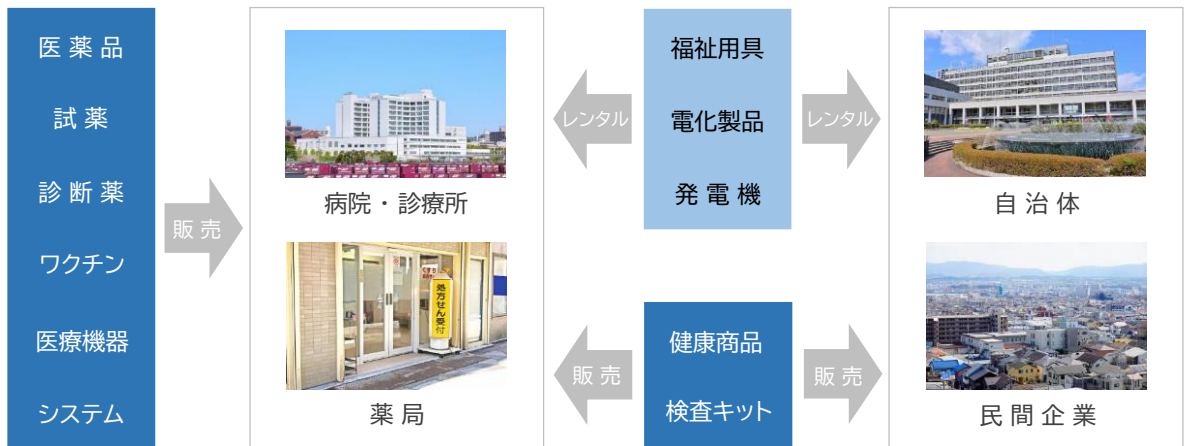 医薬品
試薬
診断薬
ワクチン
医療機器
システム
販売
病院・診療所
くすり
処方せん受付
薬局
レンタル
福祉用具
電化製品
発電機
レンタル
販売
健康商品
検査キット
販売
自治体
民間企業